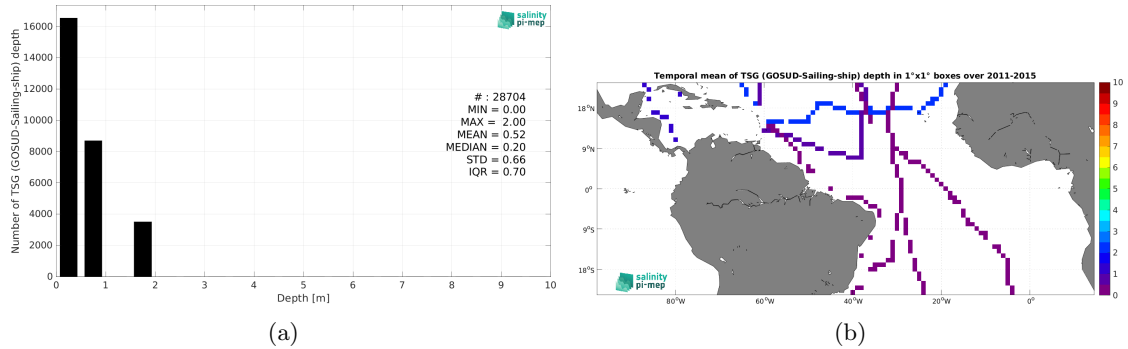 16000
14000
12000
10000
8000
6000
4000
2000
0
Number of TSG (GOSUD-Sailing-ship) depth
salinity
pi-mep
# : 28704
MIN = 0.00
MAX = 2.00
MEAN = 0.52
MEDIAN = 0.20
STD = 0.66
IQR = 0.70
0 1 2 3 4 5 6 7 8 9 10
Depth [m]
(a)
Temporal mean of TSG (GOSUD-Sailing-ship) depth in 1°x1° boxes over 2011-2015
18°N
9°N
0°
9°S
18°S
80°W 60°W 40°W 20°W 0°
salinity
pi-mep
10
9
8
7
6
5
4
3
2
1
0
(b)